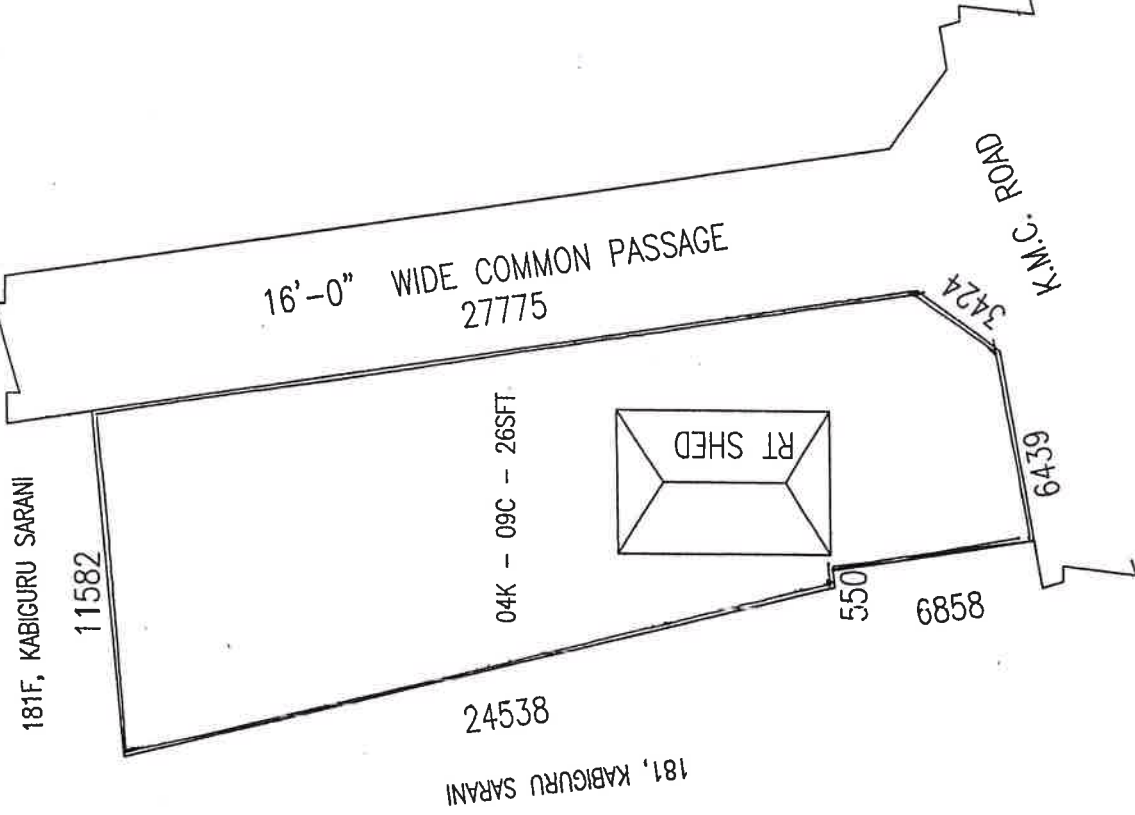 181F, KABIGURU SARANI
11582
16'-0" WIDE COMMON PASSAGE
27775
K.M.C. ROAD
3424
04K - 09C - 26SFT
RT SHED
6439
550
6858
24538
181, KABIGURU SARANI